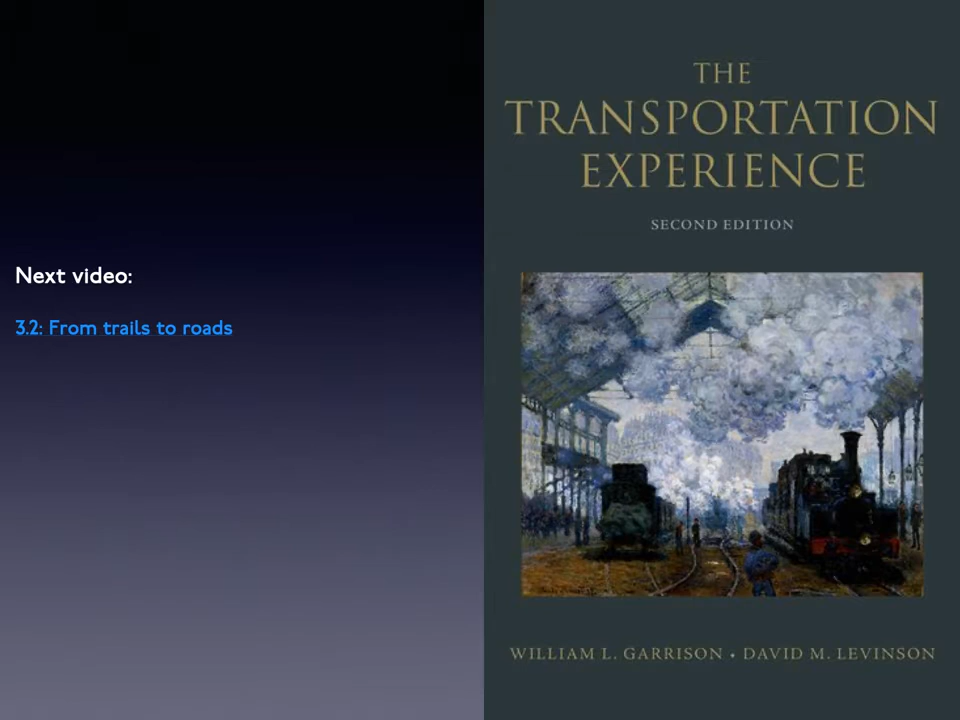 Next video:
3.2: From trails to roads
THE
TRANSPORTATION
EXPERIENCE
SECOND EDITION
WILLIAM L. GARRISON • DAVID M. LEVINSON